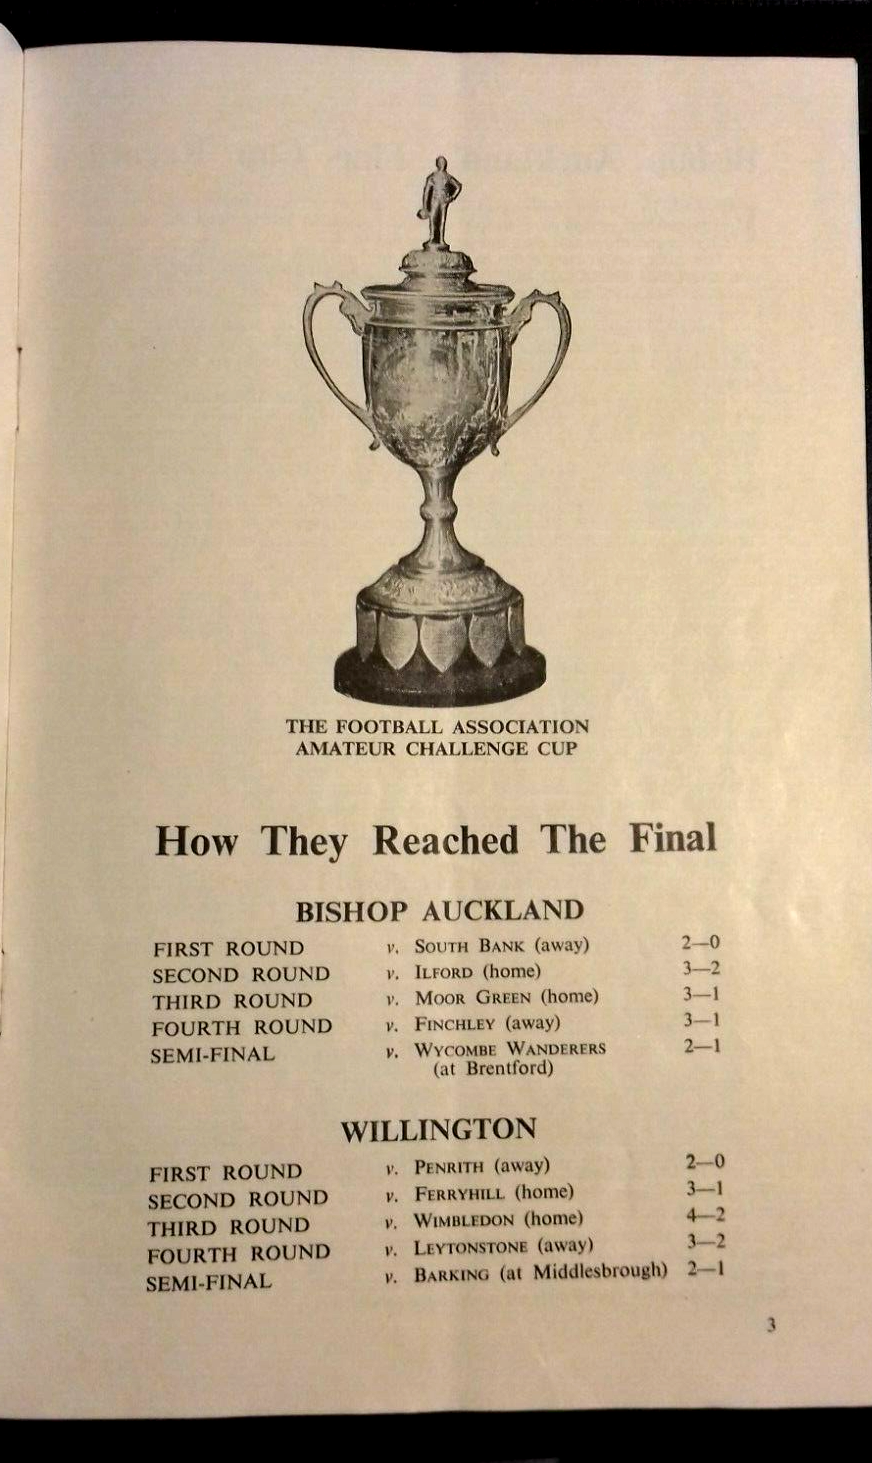 THE FOOTBALL ASSOCIATION
AMATEUR CHALLENGE CUP
How They Reached The Final
BISHOP AUCKLAND
FIRST ROUND v. SOUTH BANK (away) 2—0
SECOND ROUND v. ILFORD (home) 3—2
THIRD ROUND v. MOOR GREEN (home) 3—1
FOURTH ROUND v. FINCHLEY (away) 3—1
SEMI-FINAL v. WYCOMBE WANDERERS 2—1
(at Brentford)
WILLINGTON
FIRST ROUND v. PENRITH (away) 2—0
SECOND ROUND v. FERRYHILL (home) 3—1
THIRD ROUND v. WIMBLEDON (home) 4—2
FOURTH ROUND v. LEYTONSTONE (away) 3—2
SEMI-FINAL v. BARKING (at Middlesbrough) 2—1
3